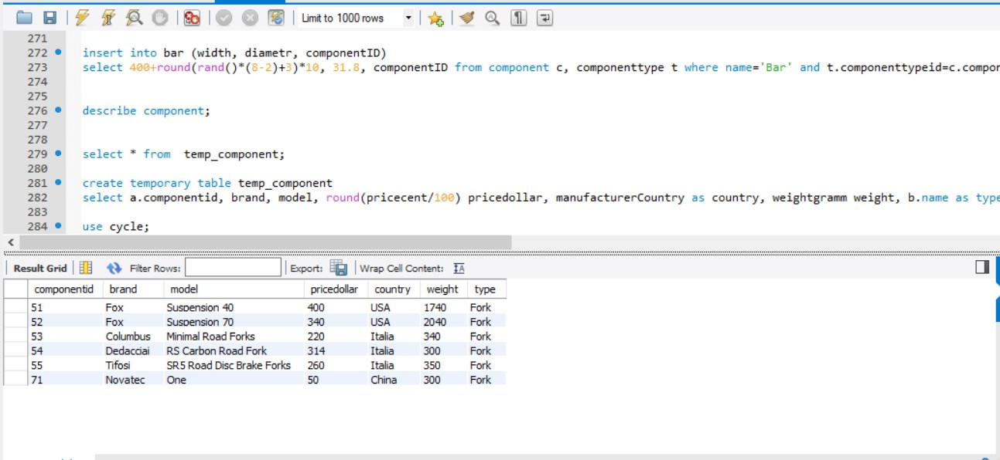 Limit to 1000 rows
271
272 insert into bar (width, diametr, componentID)
273 select 400+round(rand()*(8-2)+3)*10, 31.8, componentID from component c, componenttype t where name='Bar' and t.componenttypeid=c.compor
274
275
276 describe component;
277
278
279 select * from  temp_component;
280
281 create temporary table temp_component
282 select a.componentid, brand, model, round(pricecent/100) pricedollar, manufacturerCountry as country, weightgramm weight, b.name as type
283
284 use cycle;
Result Grid Filter Rows: Export: Wrap Cell Content:
componentid brand model pricedollar country weight type
51 Fox Suspension 40 400 USA 1740 Fork
52 Fox Suspension 70 340 USA 2040 Fork
53 Columbus Minimal Road Forks 220 Italia 340 Fork
54 Dedacciai RS Carbon Road Fork 314 Italia 300 Fork
55 Tifosi SR5 Road Disc Brake Forks 260 Italia 350 Fork
71 Novatec One 50 China 300 Fork